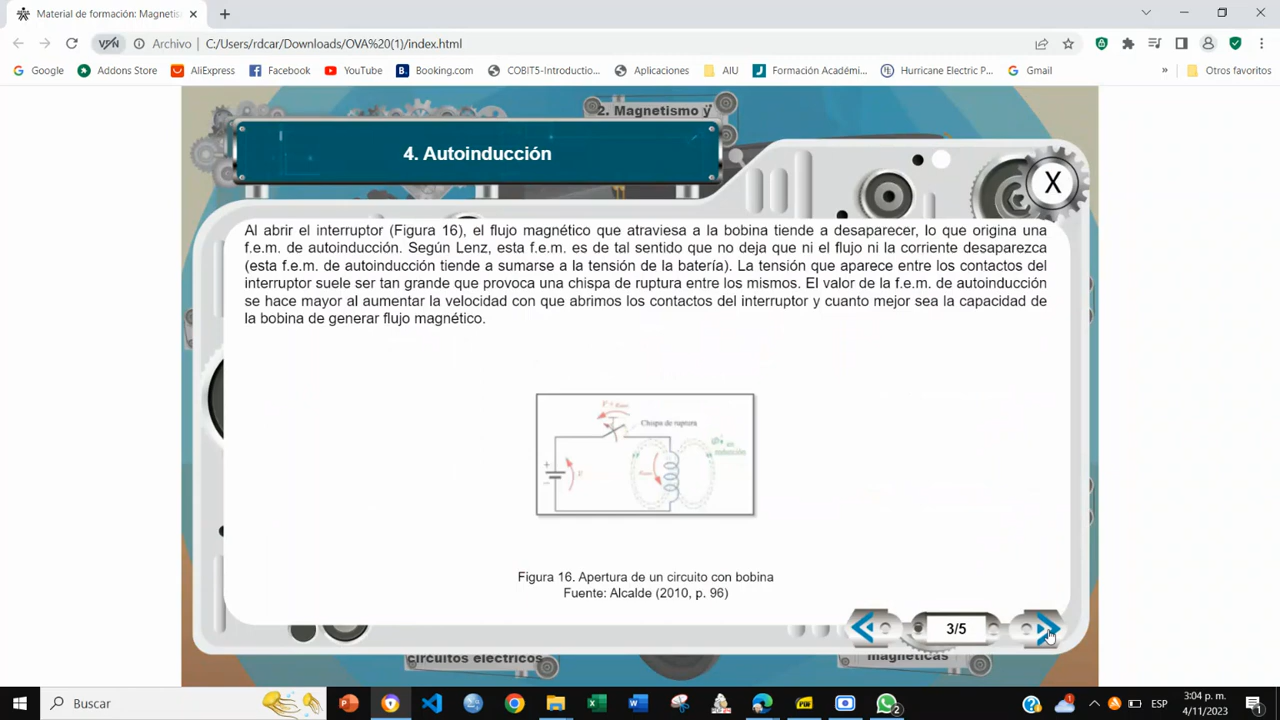 Material de formación: Magnetis
VPN
Archivo
C:/Users/rdcar/Downloads/OVA%20(1)/index.html
Google
Addons Store
AliExpress
Facebook
YouTube
Booking.com
COBIT5-Introductio...
Aplicaciones
AIU
Formación Académi...
Hurricane Electric P...
Gmail
»
Otros favoritos
2. Magnetismo y
4. Autoinducción
X
Al abrir el interruptor (Figura 16), el flujo magnético que atraviesa a la bobina tiende a desaparecer, lo que origina una
f.e.m. de autoinducción. Según Lenz, esta f.e.m. es de tal sentido que no deja que ni el flujo ni la corriente desaparezca
(esta f.e.m. de autoinducción tiende a sumarse a la tensión de la batería). La tensión que aparece entre los contactos del
interruptor suele ser tan grande que provoca una chispa de ruptura entre los mismos. El valor de la f.e.m. de autoinducción
se hace mayor al aumentar la velocidad con que abrimos los contactos del interruptor y cuanto mejor sea la capacidad de
la bobina de generar flujo magnético.
Chispa de ruptura
+
−
Figura 16. Apertura de un circuito con bobina
Fuente: Alcalde (2010, p. 96)
3/5
circuitos electricos
magneticas
Buscar
2
1
ESP
3:04 p. m.
4/11/2023
1